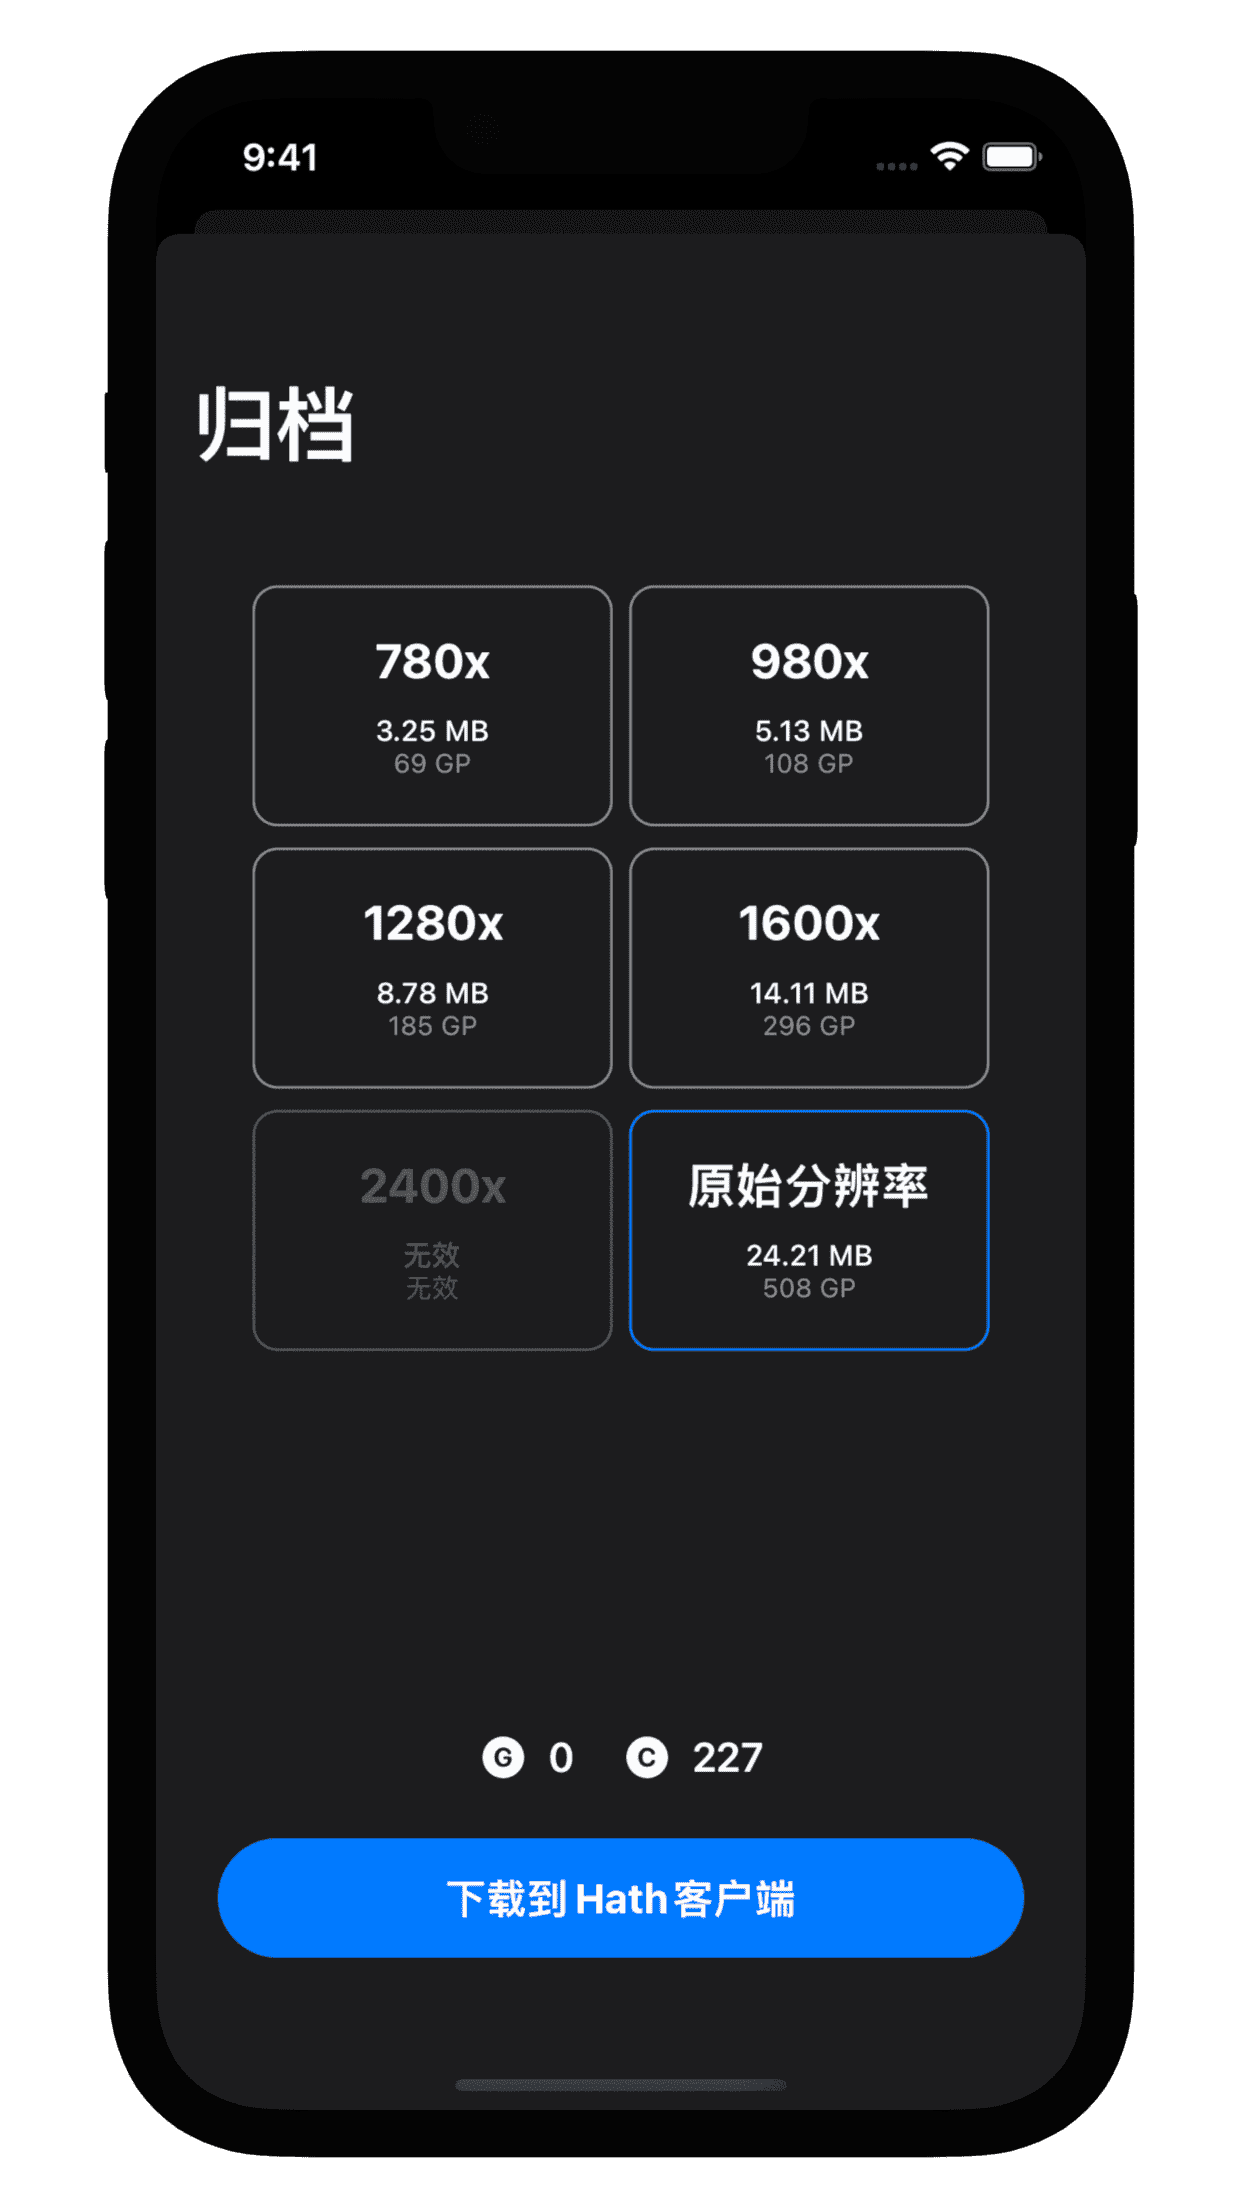 9:41
归档
780x
3.25 MB
69 GP
980x
5.13 MB
108 GP
1280x
8.78 MB
185 GP
1600x
14.11 MB
296 GP
2400x
无效
无效
原始分辨率
24.21 MB
508 GP
G 0 C 227
下载到 Hath 客户端